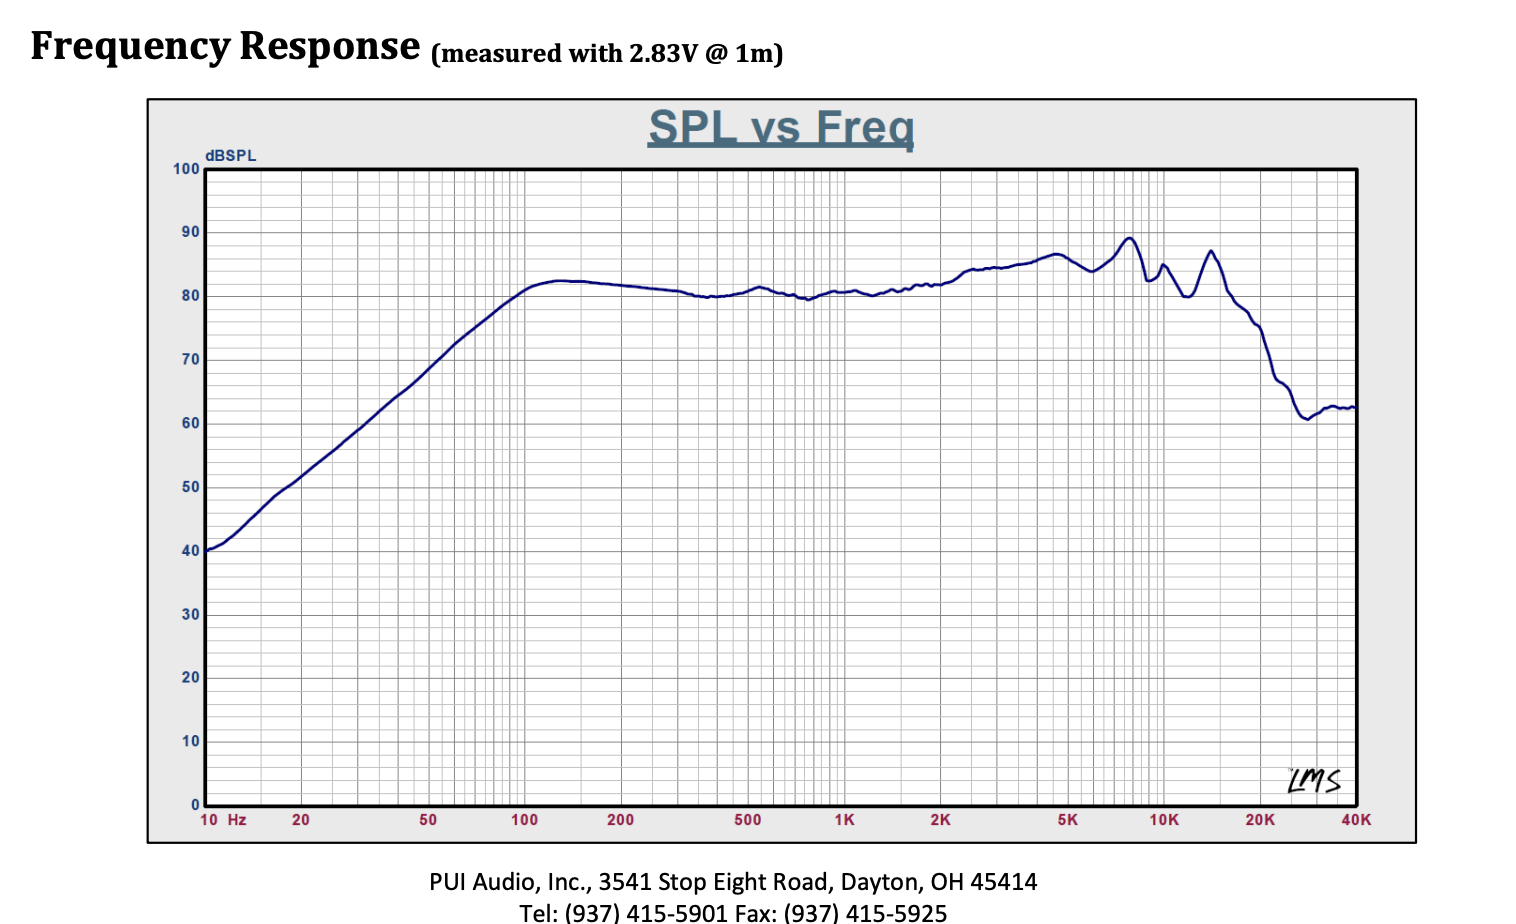 Frequency Response (measured with 2.83V @ 1m)
SPL vs Freq
dBSPL
100
90
80
70
60
50
40
30
20
10
0
LMS
10 Hz 20 50 100 200 500 1K 2K 5K 10K 20K 40K
PUI Audio, Inc., 3541 Stop Eight Road, Dayton, OH 45414
Tel: (937) 415-5901 Fax: (937) 415-5925